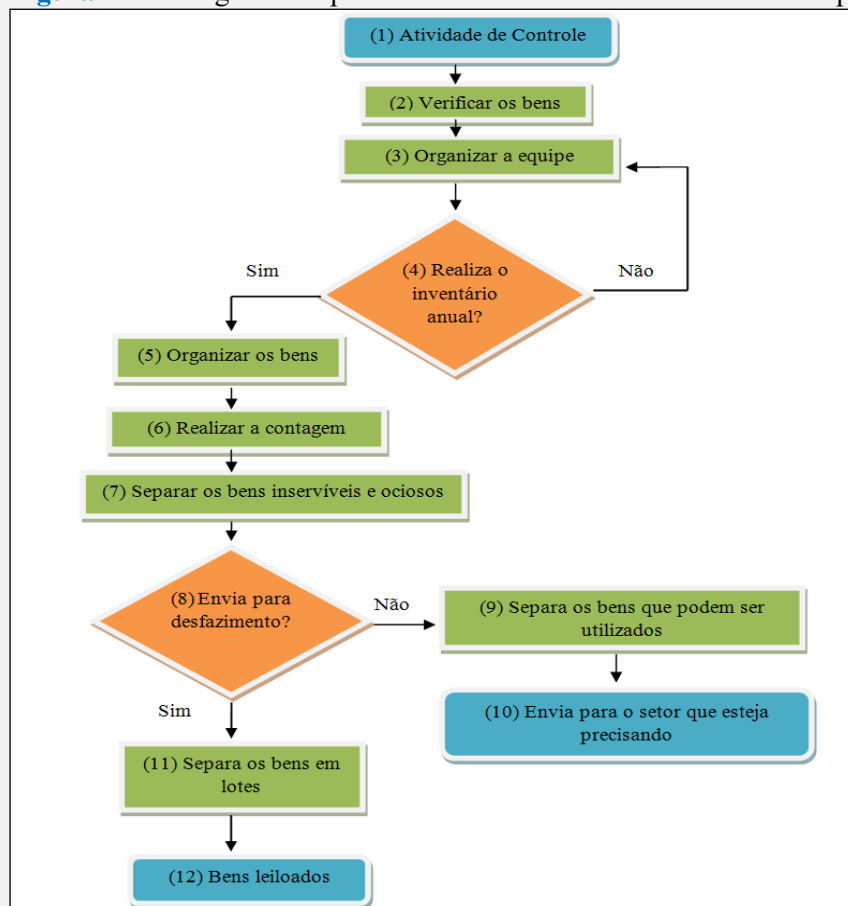 (1) Atividade de Controle
(2) Verificar os bens
(3) Organizar a equipe
(4) Realiza o
inventário
anual?
Sim
Não
(5) Organizar os bens
(6) Realizar a contagem
(7) Separar os bens inservíveis e ociosos
(8) Envia para
desfazimento?
Não
(9) Separa os bens que podem ser
utilizados
(10) Envia para o setor que esteja
precisando
Sim
(11) Separa os bens em
lotes
(12) Bens leiloados